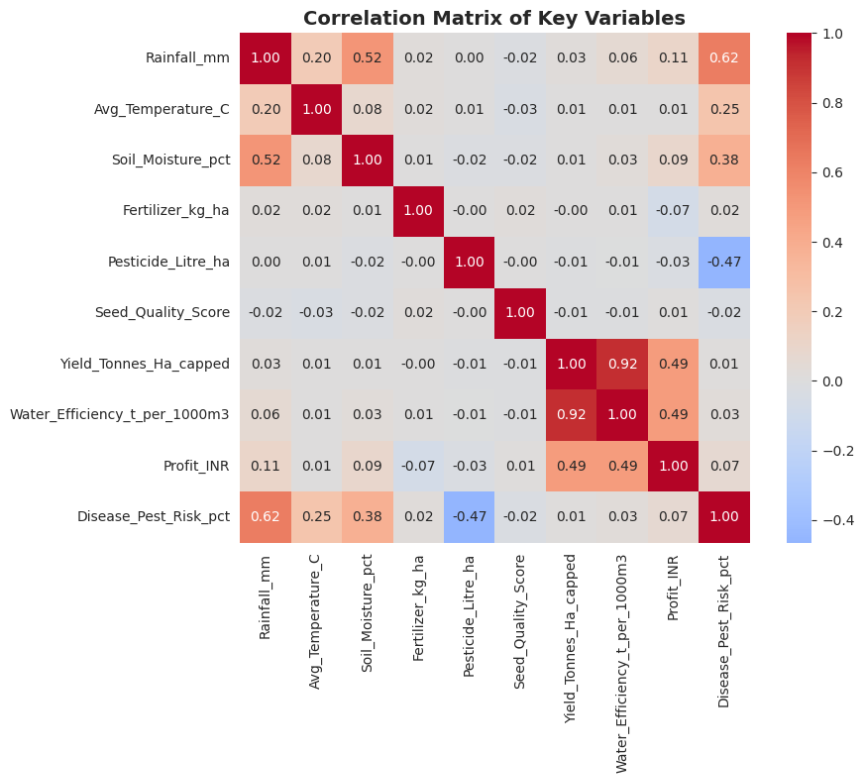 Correlation Matrix of Key Variables
Rainfall_mm 1.00 0.20 0.52 0.02 0.00 -0.02 0.03 0.06 0.11 0.62
Avg_Temperature_C 0.20 1.00 0.08 0.02 0.01 -0.03 0.01 0.01 0.01 0.25
Soil_Moisture_pct 0.52 0.08 1.00 0.01 -0.02 -0.02 0.01 0.03 0.09 0.38
Fertilizer_kg_ha 0.02 0.02 0.01 1.00 -0.00 0.02 -0.00 0.01 -0.07 0.02
Pesticide_Litre_ha 0.00 0.01 -0.02 -0.00 1.00 -0.00 -0.01 -0.01 -0.03 -0.47
Seed_Quality_Score -0.02 -0.03 -0.02 0.02 -0.00 1.00 -0.01 -0.01 0.01 -0.02
Yield_Tonnes_Ha_capped 0.03 0.01 0.01 -0.00 -0.01 -0.01 1.00 0.92 0.49 0.01
Water_Efficiency_t_per_1000m3 0.06 0.01 0.03 0.01 -0.01 -0.01 0.92 1.00 0.49 0.03
Profit_INR 0.11 0.01 0.09 -0.07 -0.03 0.01 0.49 0.49 1.00 0.07
Disease_Pest_Risk_pct 0.62 0.25 0.38 0.02 -0.47 -0.02 0.01 0.03 0.07 1.00
Rainfall_mm
Avg_Temperature_C
Soil_Moisture_pct
Fertilizer_kg_ha
Pesticide_Litre_ha
Seed_Quality_Score
Yield_Tonnes_Ha_capped
Water_Efficiency_t_per_1000m3
Profit_INR
Disease_Pest_Risk_pct
1.0
0.8
0.6
0.4
0.2
0.0
−0.2
−0.4